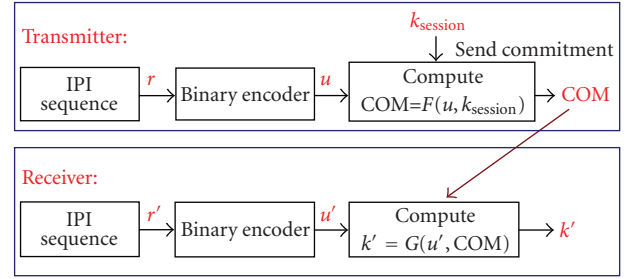 Transmitter:
k_session
Send commitment
IPI sequence
r
Binary encoder
u
Compute
COM=F(u, k_session)
COM
Receiver:
IPI sequence
r′
Binary encoder
u′
Compute
k′ = G(u′, COM)
k′